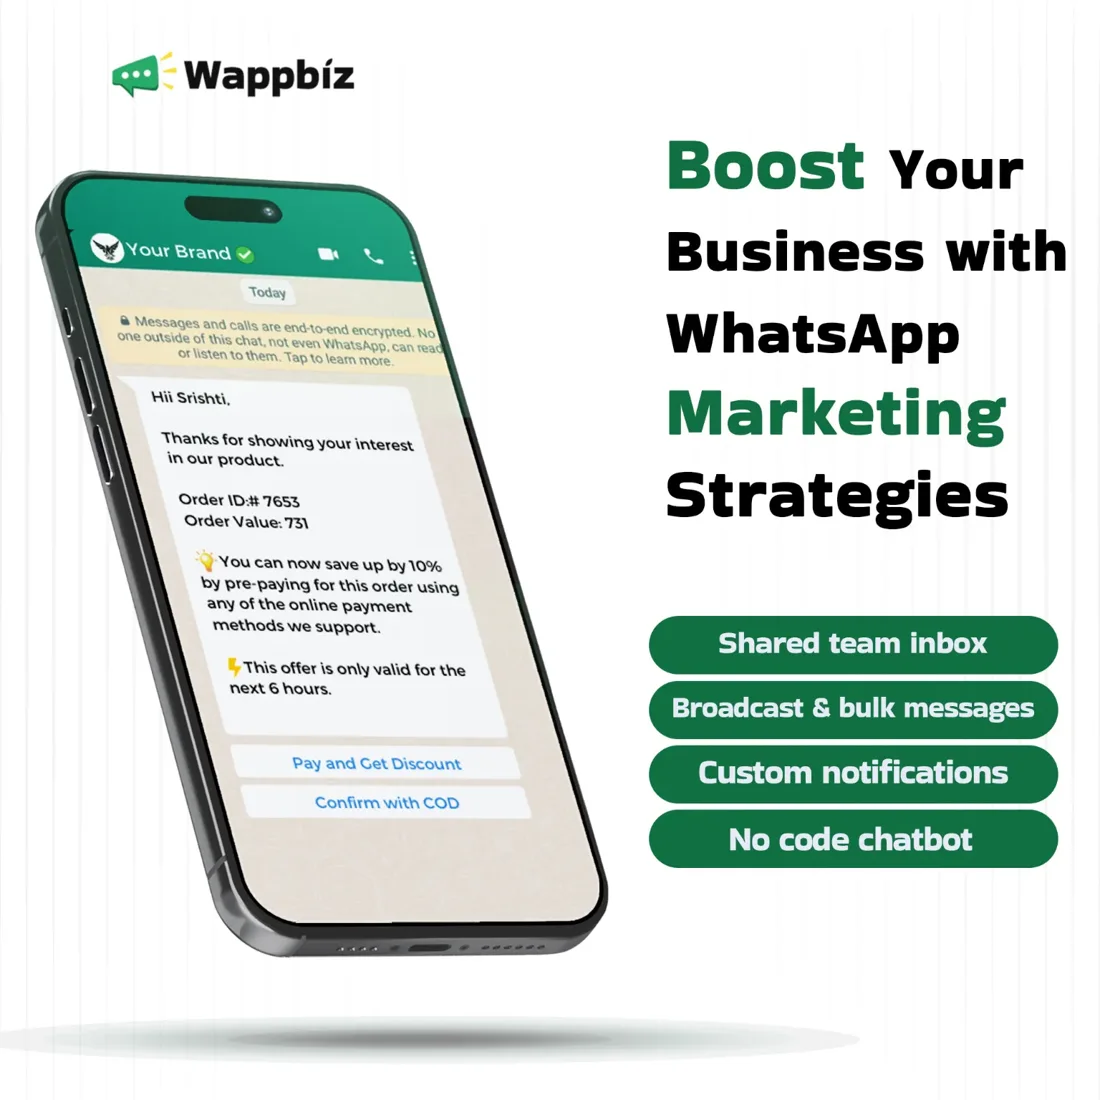 Wappbíz
Boost Your
Business with
WhatsApp
Marketing
Strategies
Your Brand
Today
Messages and calls are end-to-end encrypted. No
one outside of this chat, not even WhatsApp, can read
or listen to them. Tap to learn more.
Hii Srishti,
Thanks for showing your interest
in our product.
Order ID:# 7653
Order Value: 731
You can now save up by 10%
by pre-paying for this order using
any of the online payment
methods we support.
This offer is only valid for the
next 6 hours.
Pay and Get Discount
Confirm with COD
Shared team inbox
Broadcast & bulk messages
Custom notifications
No code chatbot